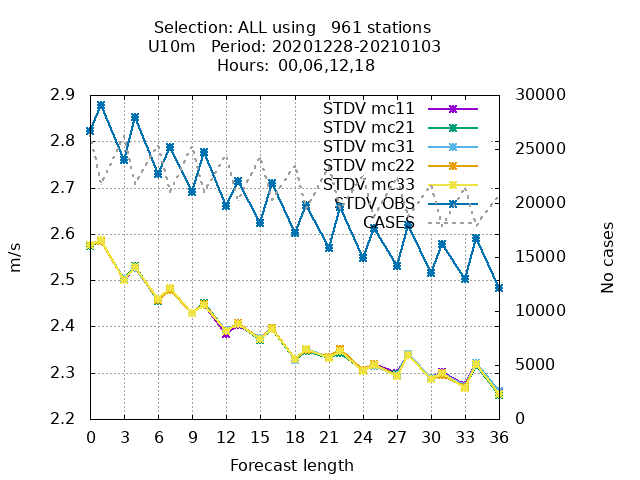 Selection: ALL using   961 stations
U10m   Period: 20201228-20210103
Hours:  00,06,12,18
2.9
2.8
2.7
2.6
2.5
2.4
2.3
2.2
m/s
STDV mc11
STDV mc21
STDV mc31
STDV mc22
STDV mc33
STDV OBS
CASES
30000
25000
20000
15000
10000
5000
0
No cases
0 3 6 9 12 15 18 21 24 27 30 33 36
Forecast length